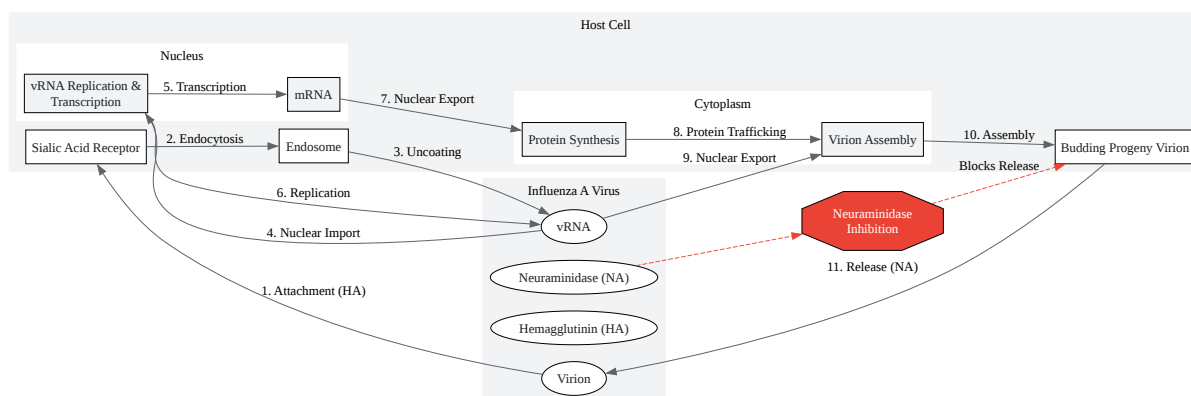 Host Cell
Nucleus
vRNA Replication &
Transcription
5. Transcription
mRNA
7. Nuclear Export
Cytoplasm
Protein Synthesis
8. Protein Trafficking
Virion Assembly
10. Assembly
Budding Progeny Virion
Sialic Acid Receptor
2. Endocytosis
Endosome
3. Uncoating
9. Nuclear Export
Blocks Release
6. Replication
Influenza A Virus
vRNA
4. Nuclear Import
Neuraminidase
Inhibition
Neuraminidase (NA)
11. Release (NA)
1. Attachment (HA)
Hemagglutinin (HA)
Virion